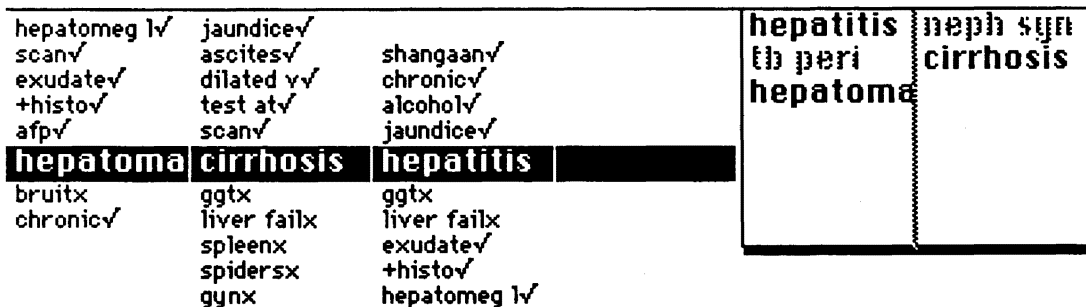 hepatomeg l√ jaundice√
scan√ ascites√ shangaan√
exudate√ dilated v√ chronic√
+histo√ test at√ alcohol√
afp√ scan√ jaundice√
hepatoma cirrhosis hepatitis
bruitx ggtx ggtx
chronic√ liver failx liver failx
spleenx exudate√
spidersx +histo√
gynx hepatomeg l√
hepatitis neph syn
tb peri cirrhosis
hepatoma